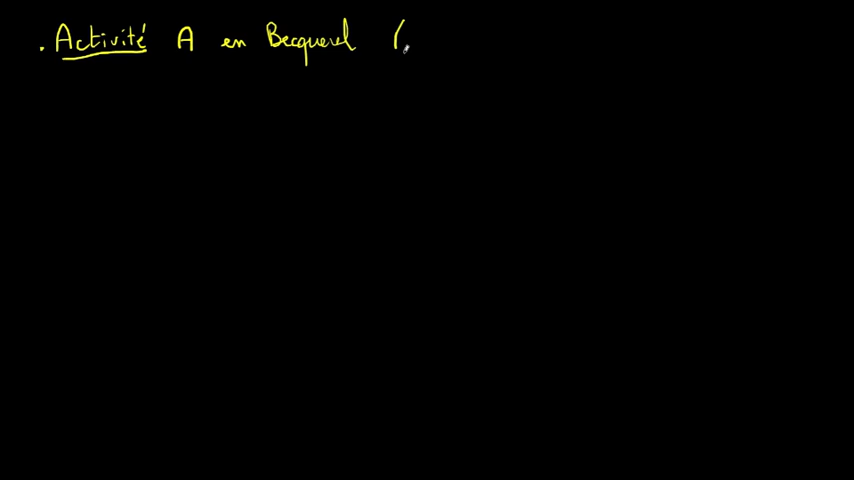 . Activité A en Becquerel (